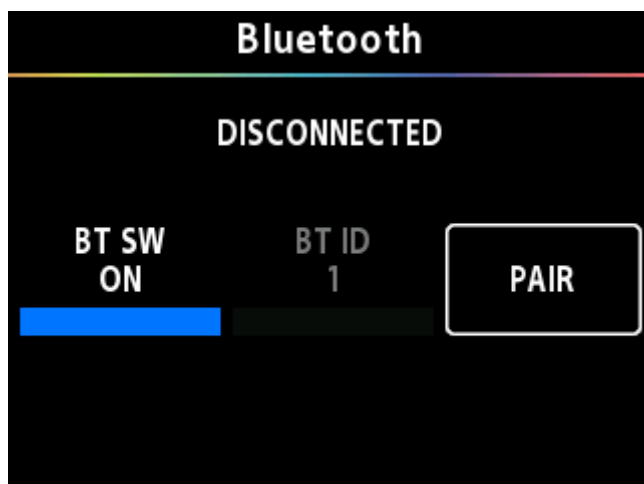 Bluetooth
DISCONNECTED
BT SW
ON
BT ID
1
PAIR